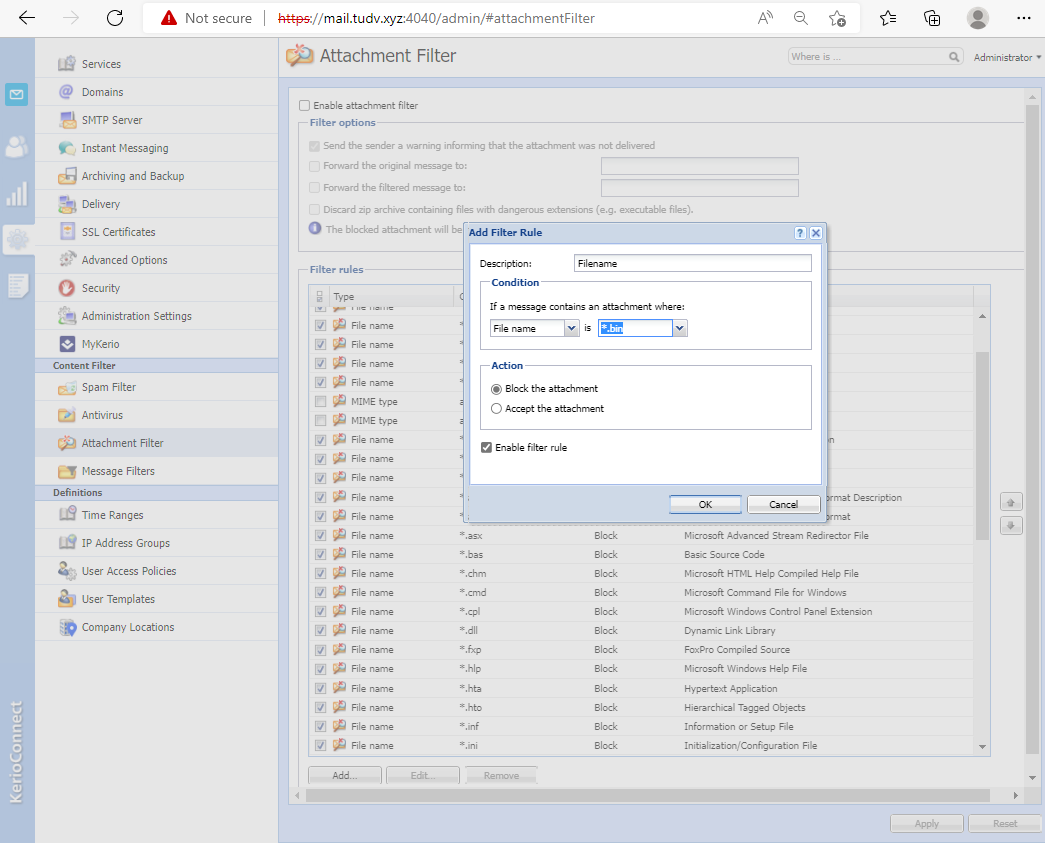 Not secure
https://mail.tudv.xyz:4040/admin/#attachmentFilter
Attachment Filter
Where is ...
Administrator
Services
Domains
SMTP Server
Instant Messaging
Archiving and Backup
Delivery
SSL Certificates
Advanced Options
Security
Administration Settings
MyKerio
Content Filter
Spam Filter
Antivirus
Attachment Filter
Message Filters
Definitions
Time Ranges
IP Address Groups
User Access Policies
User Templates
Company Locations
KerioConnect
Enable attachment filter
Filter options
Send the sender a warning informing that the attachment was not delivered
Forward the original message to:
Forward the filtered message to:
Discard zip archive containing files with dangerous extensions (e.g. executable files).
The blocked attachment will be
Filter rules
Type
File name
File name
File name
File name
File name
MIME type
MIME type
File name
File name
File name
File name ormat Description
File name ormat
File name *.asx Block Microsoft Advanced Stream Redirector File
File name *.bas Block Basic Source Code
File name *.chm Block Microsoft HTML Help Compiled Help File
File name *.cmd Block Microsoft Command File for Windows
File name *.cpl Block Microsoft Windows Control Panel Extension
File name *.dll Block Dynamic Link Library
File name *.fxp Block FoxPro Compiled Source
File name *.hlp Block Microsoft Windows Help File
File name *.hta Block Hypertext Application
File name *.hto Block Hierarchical Tagged Objects
File name *.inf Block Information or Setup File
File name *.ini Block Initialization/Configuration File
Add... Edit... Remove
Apply Reset
Add Filter Rule
Description: Filename
Condition
If a message contains an attachment where:
File name is *.bin
Action
Block the attachment
Accept the attachment
Enable filter rule
OK Cancel